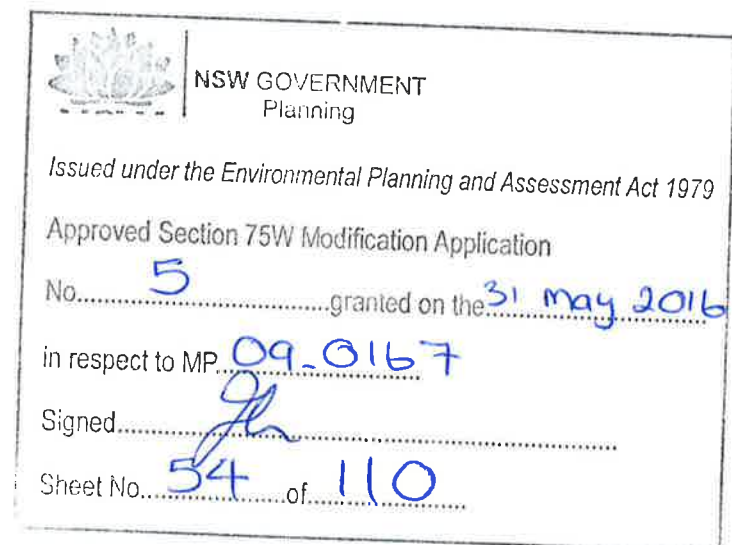 NSW GOVERNMENT
Planning
Issued under the Environmental Planning and Assessment Act 1979
Approved Section 75W Modification Application
No. 5 granted on the 31 may 2016
in respect to MP. 09_0167
Signed
Sheet No. 54 of 110